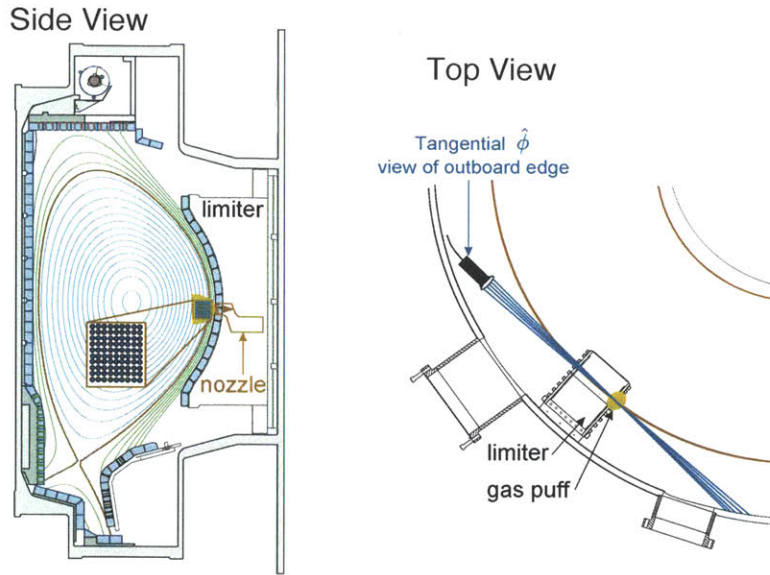 Side View
limiter
nozzle
Top View
Tangential ϕ̂
view of outboard edge
limiter
gas puff